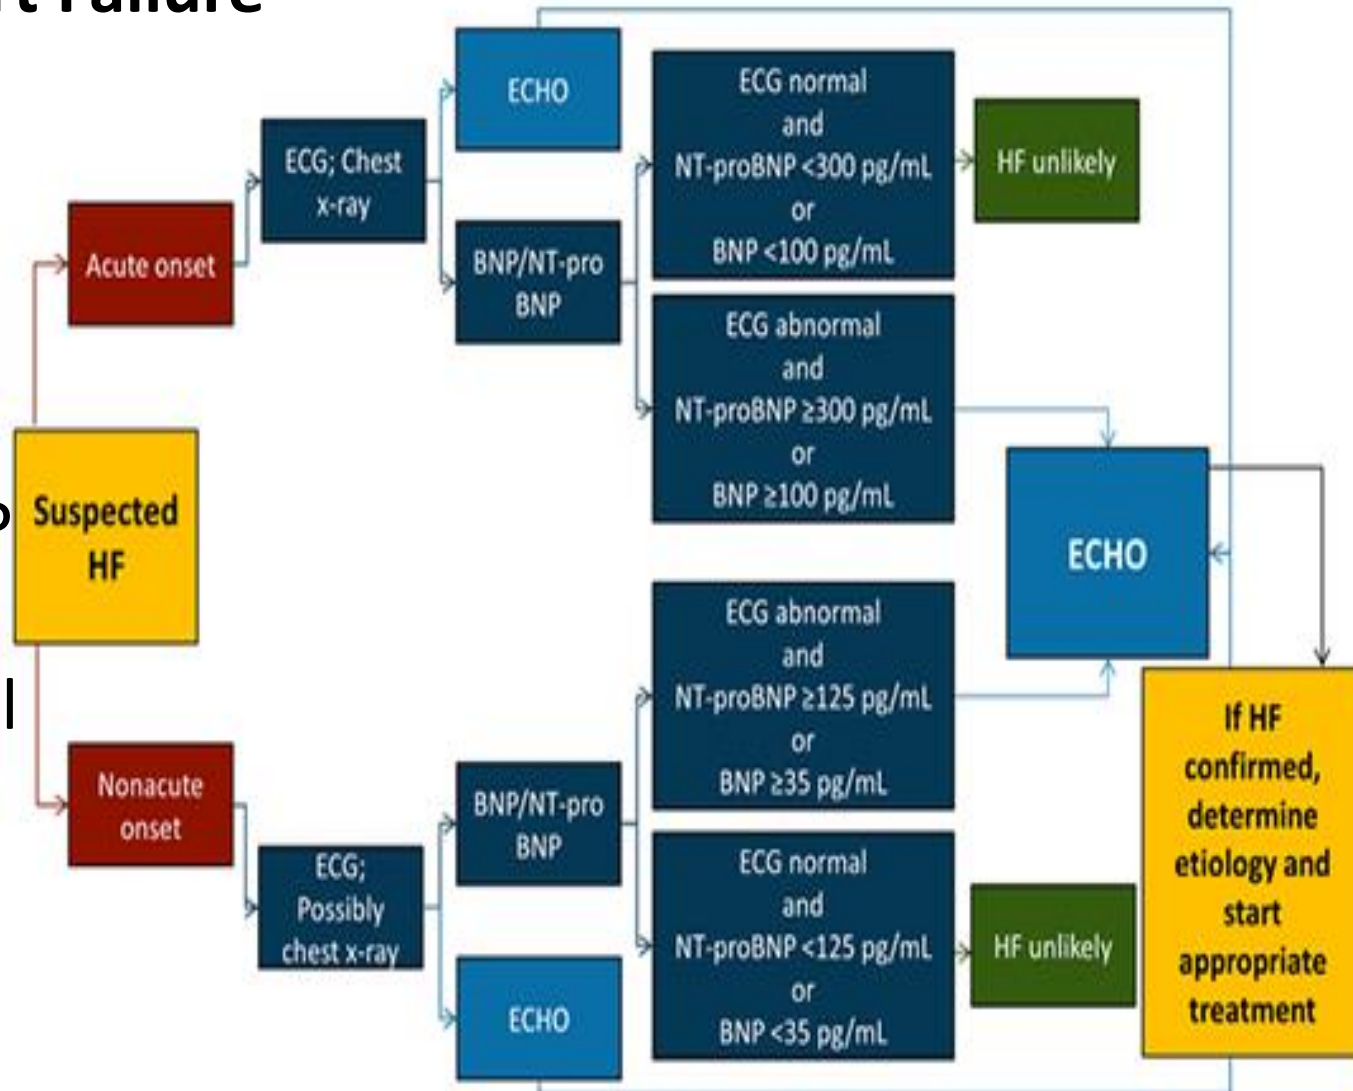 rt Failure
ECHO
ECG; Chest
x-ray
Acute onset
BNP/NT-pro
BNP
ECG normal
and
NT-proBNP <300 pg/mL
or
BNP <100 pg/mL
HF unlikely
ECG abnormal
and
NT-proBNP ≥300 pg/mL
or
BNP ≥100 pg/mL
Suspected
HF
ECHO
ECG abnormal
and
NT-proBNP ≥125 pg/mL
or
BNP ≥35 pg/mL
l
Nonacute
onset
BNP/NT-pro
BNP
ECG;
Possibly
chest x-ray
ECG normal
and
NT-proBNP <125 pg/mL
or
BNP <35 pg/mL
HF unlikely
ECHO
If HF
confirmed,
determine
etiology and
start
appropriate
treatment